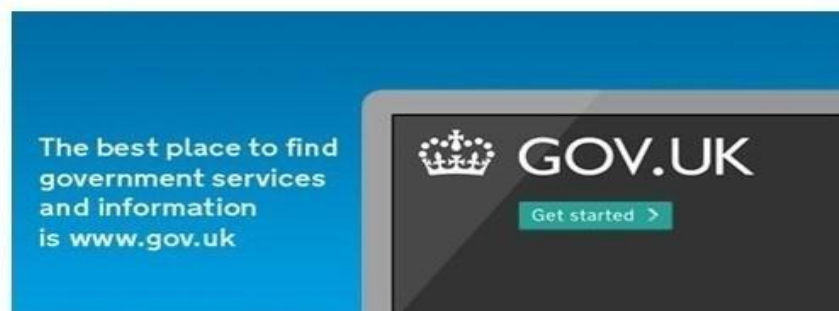 The best place to find
government services
and information
is www.gov.uk
GOV.UK
Get started >